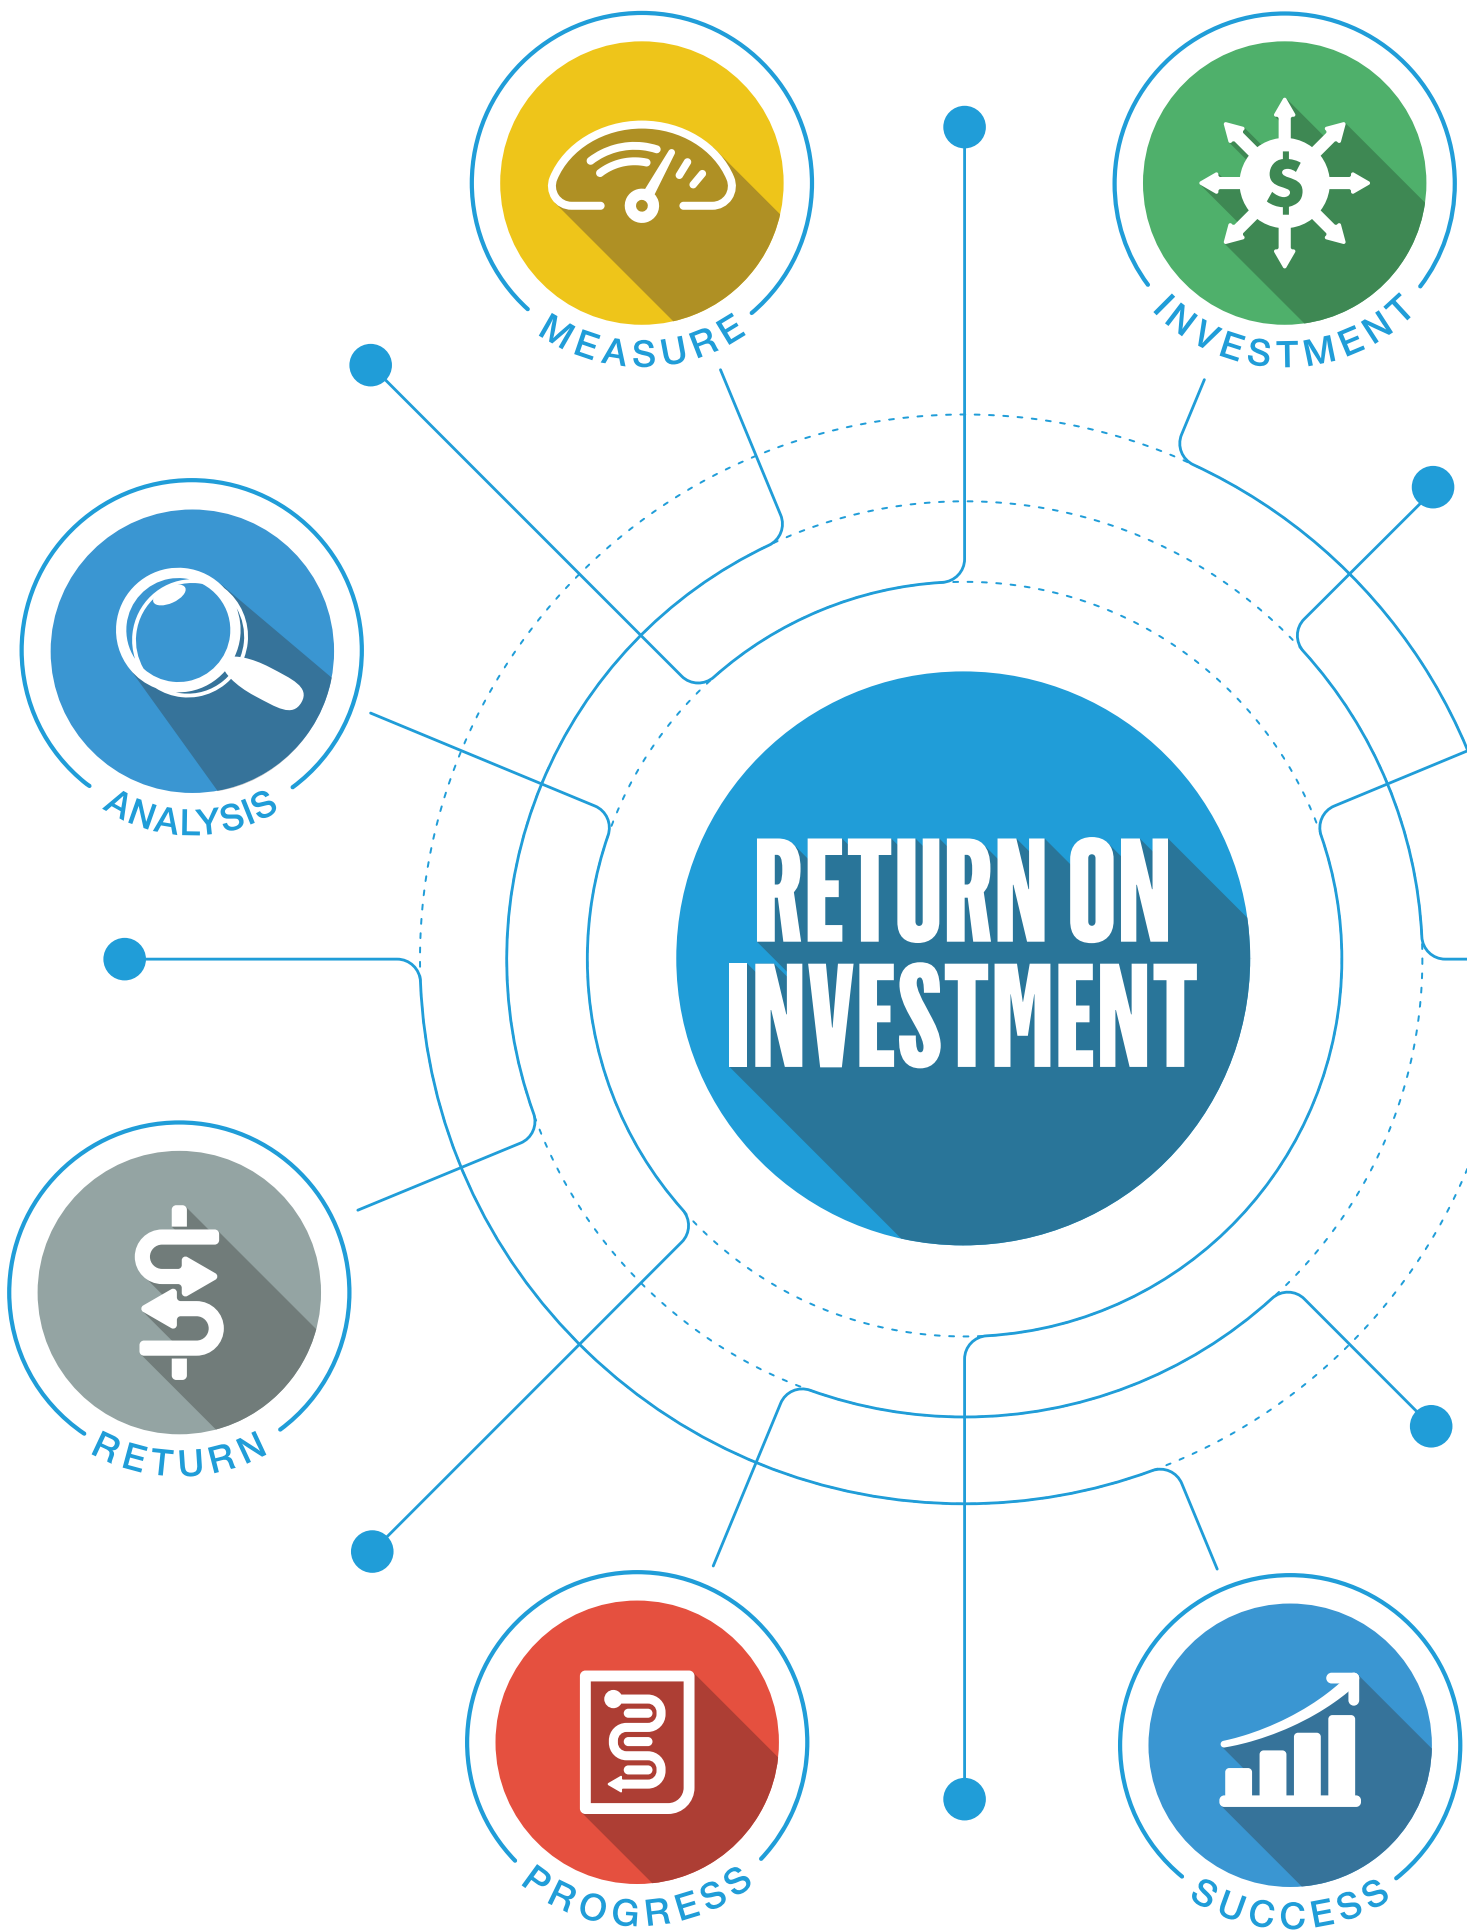 MEASURE
INVESTMENT
ANALYSIS
RETURN ON
INVESTMENT
RETURN
PROGRESS
SUCCESS